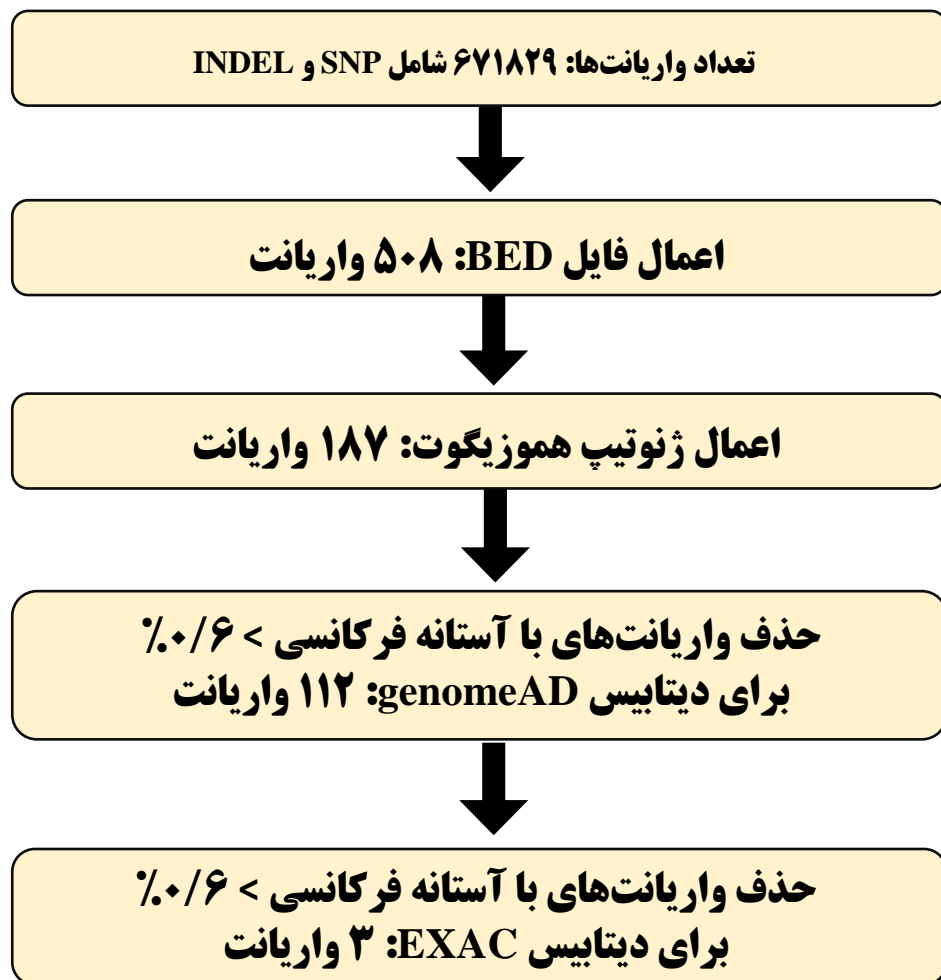 تعداد واریانت‌ها: ۶۷۱۸۲۹ شامل SNP و INDEL
اعمال فایل BED: ۵۰۸ واریانت
اعمال ژنوتیپ هموزیگوت: ۱۸۷ واریانت
حذف واریانت‌های با آستانه فرکانسی > ۰/۶٪
برای دیتابیس genomeAD: ۱۱۲ واریانت
حذف واریانت‌های با آستانه فرکانسی > ۰/۶٪
برای دیتابیس EXAC: ۳ واریانت